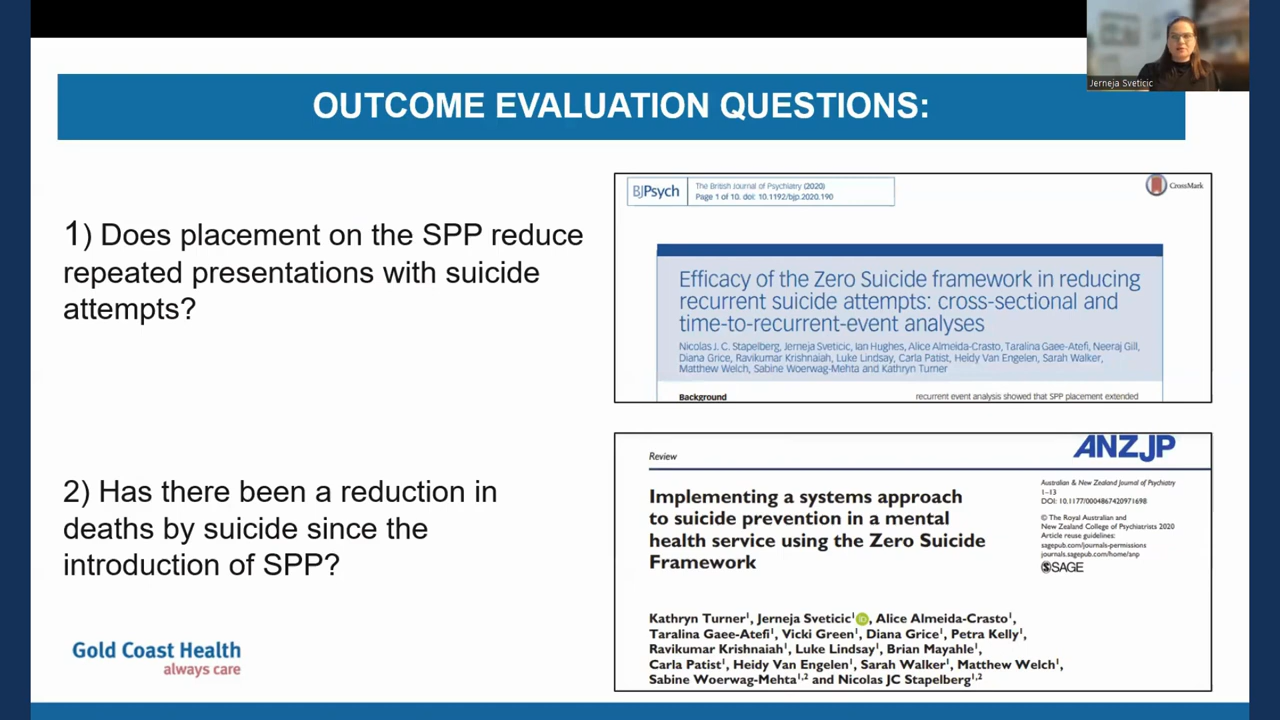 Jerneja Sveticic
OUTCOME EVALUATION QUESTIONS:
1) Does placement on the SPP reduce
repeated presentations with suicide
attempts?
BJPsych
The British Journal of Psychiatry (2020)
Page 1 of 10. doi: 10.1192/bjp.2020.190
CrossMark
Efficacy of the Zero Suicide framework in reducing
recurrent suicide attempts: cross-sectional and
time-to-recurrent-event analyses
Nicolas J. C. Stapelberg, Jerneja Sveticic, Ian Hughes, Alice Almeida-Crasto, Taralina Gaee-Atefi, Neeraj Gill,
Diana Grice, Ravikumar Krishnaiah, Luke Lindsay, Carla Patist, Heidy Van Engelen, Sarah Walker,
Matthew Welch, Sabine Woerwag-Mehta and Kathryn Turner
Background
recurrent event analysis showed that SPP placement extended
2) Has there been a reduction in
deaths by suicide since the
introduction of SPP?
Review
ANZJP
Implementing a systems approach
to suicide prevention in a mental
health service using the Zero Suicide
Framework
Australian & New Zealand Journal of Psychiatry
1–13
DOI: 10.1177/0004867420971698
© The Royal Australian and
New Zealand College of Psychiatrists 2020
Article reuse guidelines:
sagepub.com/journals-permissions
journals.sagepub.com/home/anp
SAGE
Kathryn Turner1, Jerneja Sveticic1 iD, Alice Almeida-Crasto1,
Taralina Gaee-Atefi1, Vicki Green1, Diana Grice1, Petra Kelly1,
Ravikumar Krishnaiah1, Luke Lindsay1, Brian Mayahle1,
Carla Patist1, Heidy Van Engelen1, Sarah Walker1, Matthew Welch1,
Sabine Woerwag-Mehta1,2 and Nicolas JC Stapelberg1,2
Gold Coast Health
always care